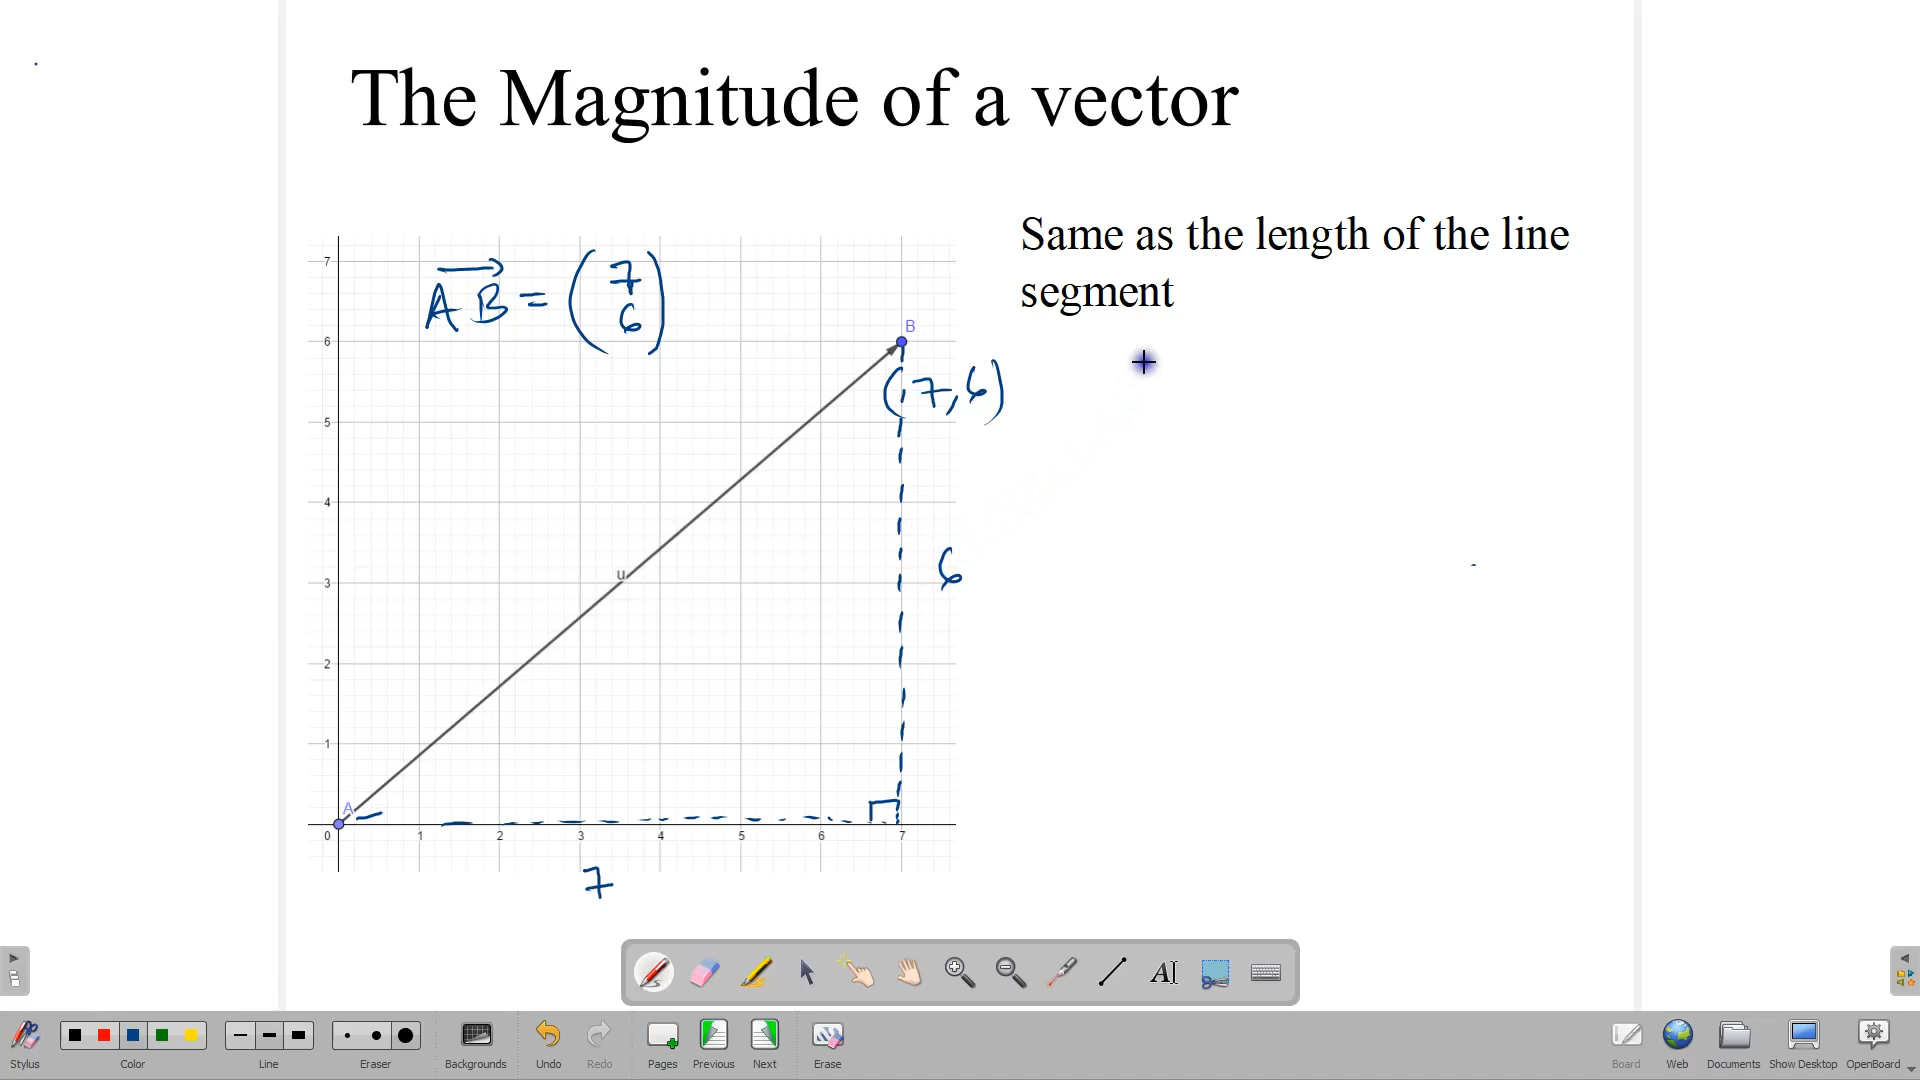 The Magnitude of a vector
Same as the length of the line
segment
AB = (7
6)
B
(7, 6)
7
6
5
4
3
2
1
u
6
A
0 1 2 3 4 5 6 7
7
AI
Stylus
Color
Line
Eraser
Backgrounds
Undo
Redo
Pages
Previous
Next
Erase
Board
Web
Documents
Show Desktop
OpenBoard